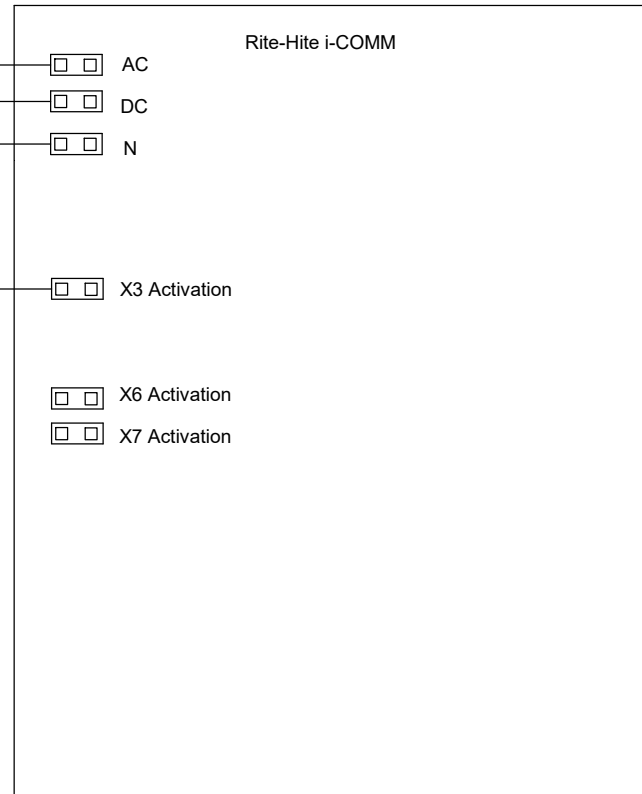 Rite-Hite i-COMM
AC
DC
N
X3 Activation
X6 Activation
X7 Activation